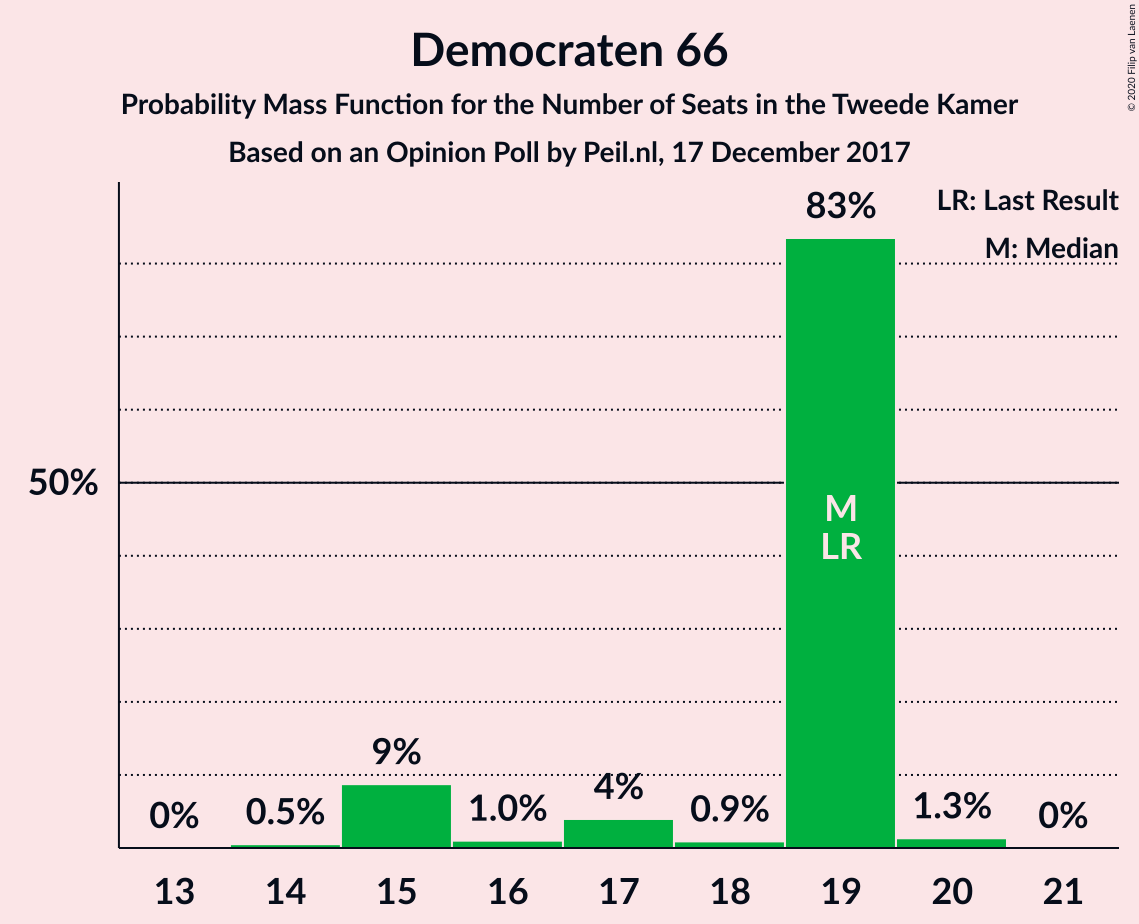 Democraten 66
Probability Mass Function for the Number of Seats in the Tweede Kamer
Based on an Opinion Poll by Peil.nl, 17 December 2017
© 2020 Filip van Laenen
LR: Last Result
M: Median
83%
50%
M
LR
9%
0%
0.5%
1.0%
4%
0.9%
1.3%
0%
13 14 15 16 17 18 19 20 21